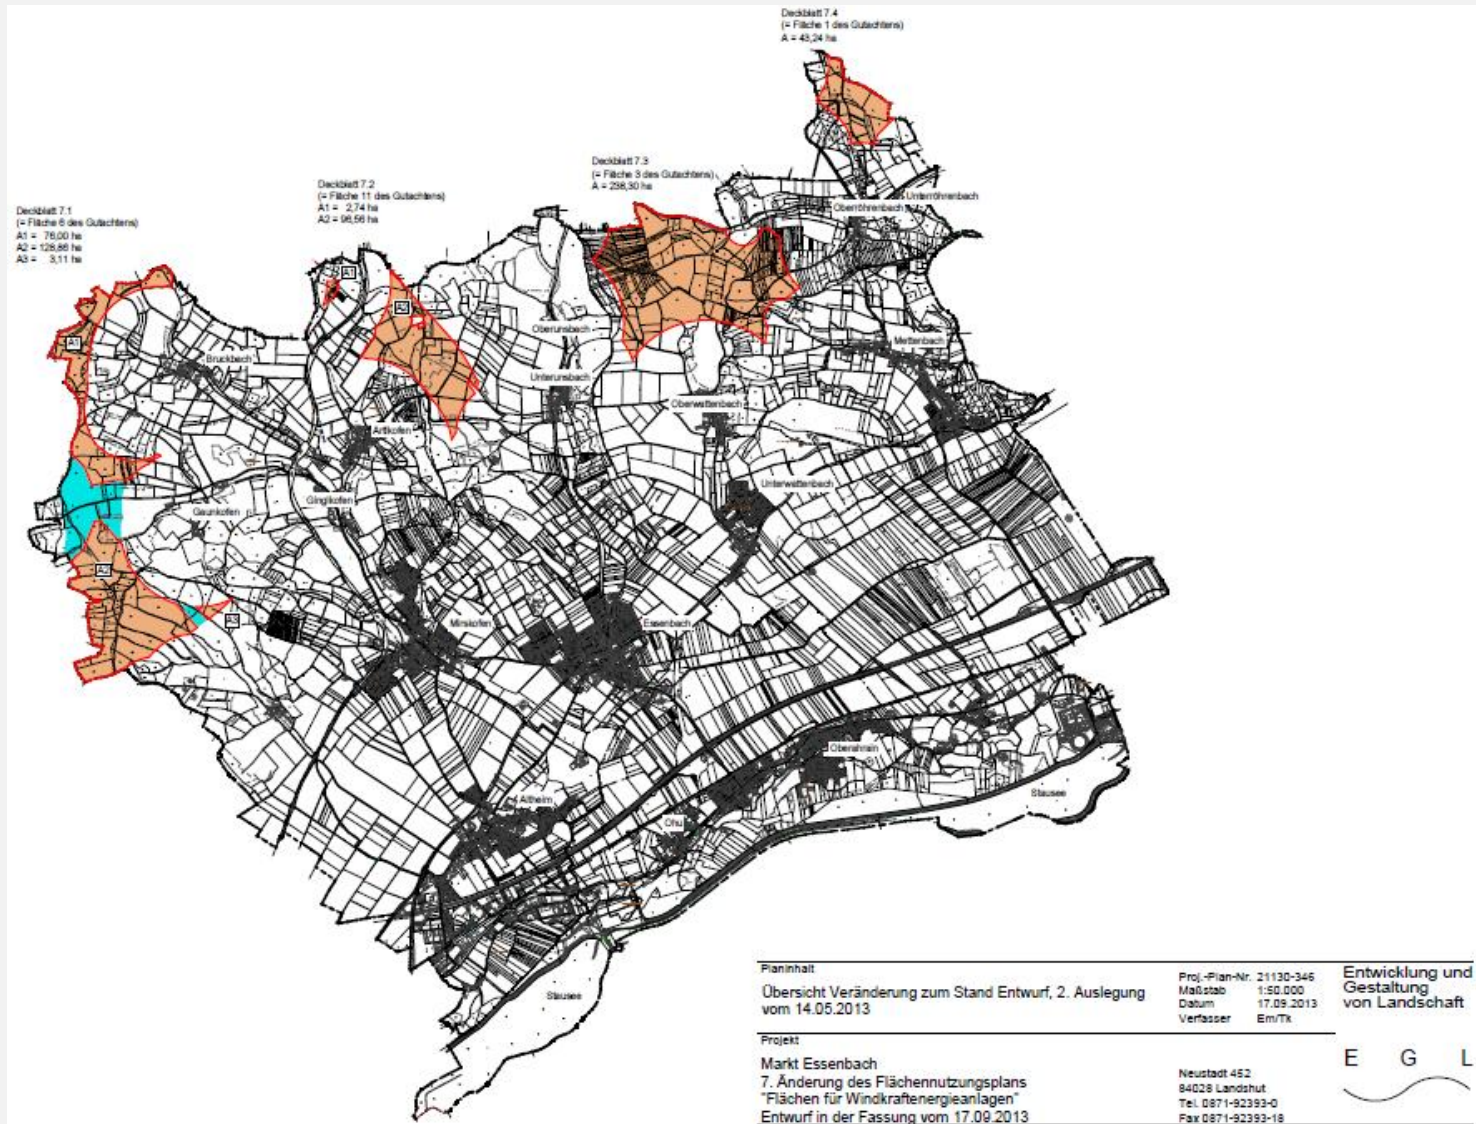 Deckblatt 7.4
(= Fläche 1 des Gutachtens)
A = 43,24 ha
Deckblatt 7.3
(= Fläche 3 des Gutachtens)
A = 238,30 ha
Deckblatt 7.2
(= Fläche 11 des Gutachtens)
A1 = 2,74 ha
A2 = 96,56 ha
Deckblatt 7.1
(= Fläche 6 des Gutachtens)
A1 = 76,00 ha
A2 = 128,86 ha
A3 = 3,11 ha
Unterröhrenbach
Oberröhrenbach
A1
A2
Oberunsbach
A1
Mettenbach
Bruckbach
Unterunsbach
Oberwattenbach
Artlkofen
Unterwattenbach
Ginglkofen
Gaunkofen
A2
A3
Mirskofen
Essenbach
Oberahrain
Stausee
Altheim
Ohu
Stausee
Planinhalt
Übersicht Veränderung zum Stand Entwurf, 2. Auslegung
vom 14.05.2013
Proj.-Plan-Nr. 21130-346
Maßstab 1:50.000
Datum 17.09.2013
Verfasser Em/Tk
Entwicklung und
Gestaltung
von Landschaft
Projekt
Markt Essenbach
7. Änderung des Flächennutzungsplans
"Flächen für Windkraftenergieanlagen"
Entwurf in der Fassung vom 17.09.2013
Neustadt 452
84028 Landshut
Tel. 0871-92393-0
Fax 0871-92393-18
E G L